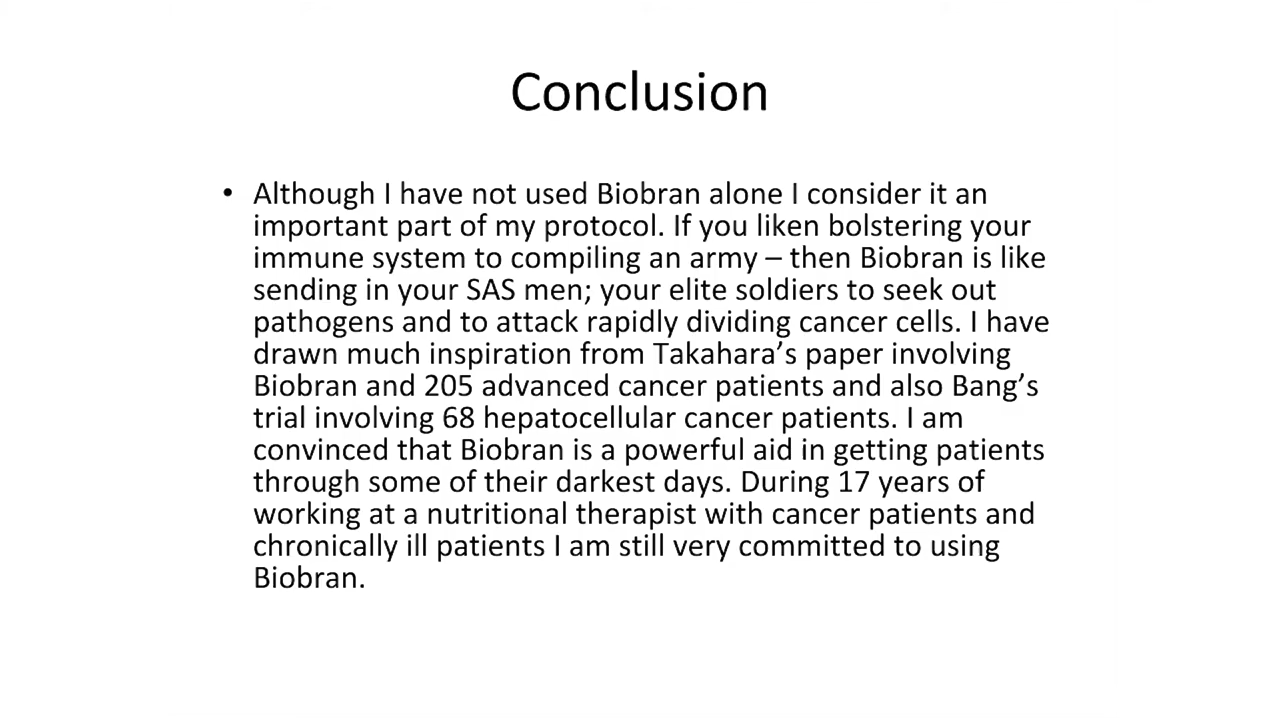 Conclusion
• Although I have not used Biobran alone I consider it an
important part of my protocol. If you liken bolstering your
immune system to compiling an army – then Biobran is like
sending in your SAS men; your elite soldiers to seek out
pathogens and to attack rapidly dividing cancer cells. I have
drawn much inspiration from Takahara’s paper involving
Biobran and 205 advanced cancer patients and also Bang’s
trial involving 68 hepatocellular cancer patients. I am
convinced that Biobran is a powerful aid in getting patients
through some of their darkest days. During 17 years of
working at a nutritional therapist with cancer patients and
chronically ill patients I am still very committed to using
Biobran.